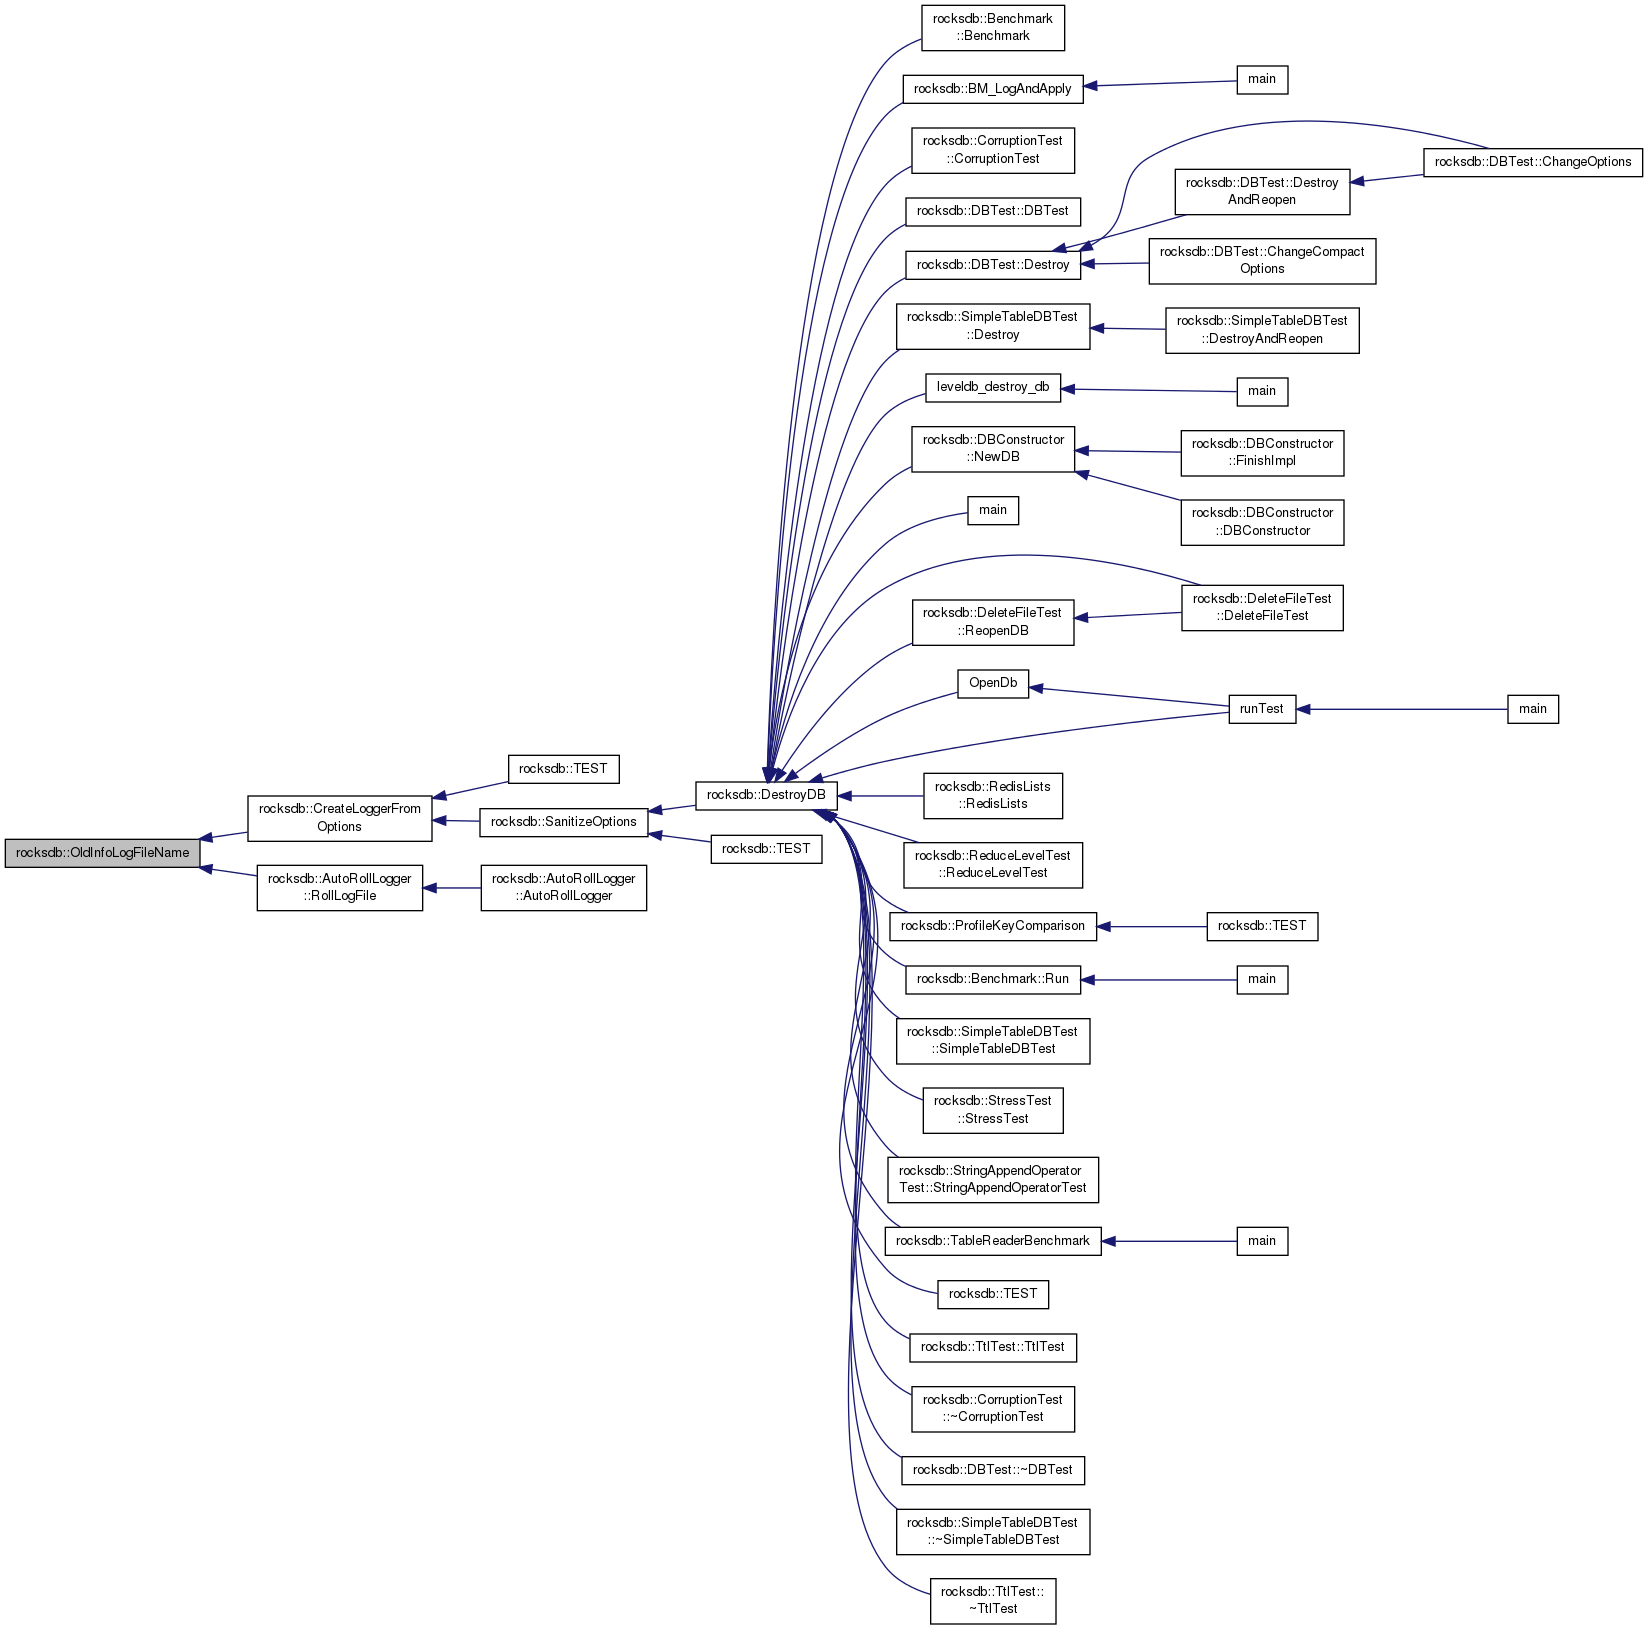 rocksdb::Benchmark
::Benchmark
rocksdb::BM_LogAndApply
main
rocksdb::CorruptionTest
::CorruptionTest
rocksdb::DBTest::ChangeOptions
rocksdb::DBTest::Destroy
AndReopen
rocksdb::DBTest::DBTest
rocksdb::DBTest::Destroy
rocksdb::DBTest::ChangeCompact
Options
rocksdb::SimpleTableDBTest
::Destroy
rocksdb::SimpleTableDBTest
::DestroyAndReopen
leveldb_destroy_db
main
rocksdb::DBConstructor
::NewDB
rocksdb::DBConstructor
::FinishImpl
main
rocksdb::DBConstructor
::DBConstructor
rocksdb::DeleteFileTest
::DeleteFileTest
rocksdb::DeleteFileTest
::ReopenDB
OpenDb
runTest
main
rocksdb::TEST
rocksdb::DestroyDB
rocksdb::RedisLists
::RedisLists
rocksdb::CreateLoggerFrom
Options
rocksdb::SanitizeOptions
rocksdb::TEST
rocksdb::OldInfoLogFileName
rocksdb::ReduceLevelTest
::ReduceLevelTest
rocksdb::AutoRollLogger
::RollLogFile
rocksdb::AutoRollLogger
::AutoRollLogger
rocksdb::ProfileKeyComparison
rocksdb::TEST
rocksdb::Benchmark::Run
main
rocksdb::SimpleTableDBTest
::SimpleTableDBTest
rocksdb::StressTest
::StressTest
rocksdb::StringAppendOperator
Test::StringAppendOperatorTest
rocksdb::TableReaderBenchmark
main
rocksdb::TEST
rocksdb::TtlTest::TtlTest
rocksdb::CorruptionTest
::~CorruptionTest
rocksdb::DBTest::~DBTest
rocksdb::SimpleTableDBTest
::~SimpleTableDBTest
rocksdb::TtlTest::
~TtlTest